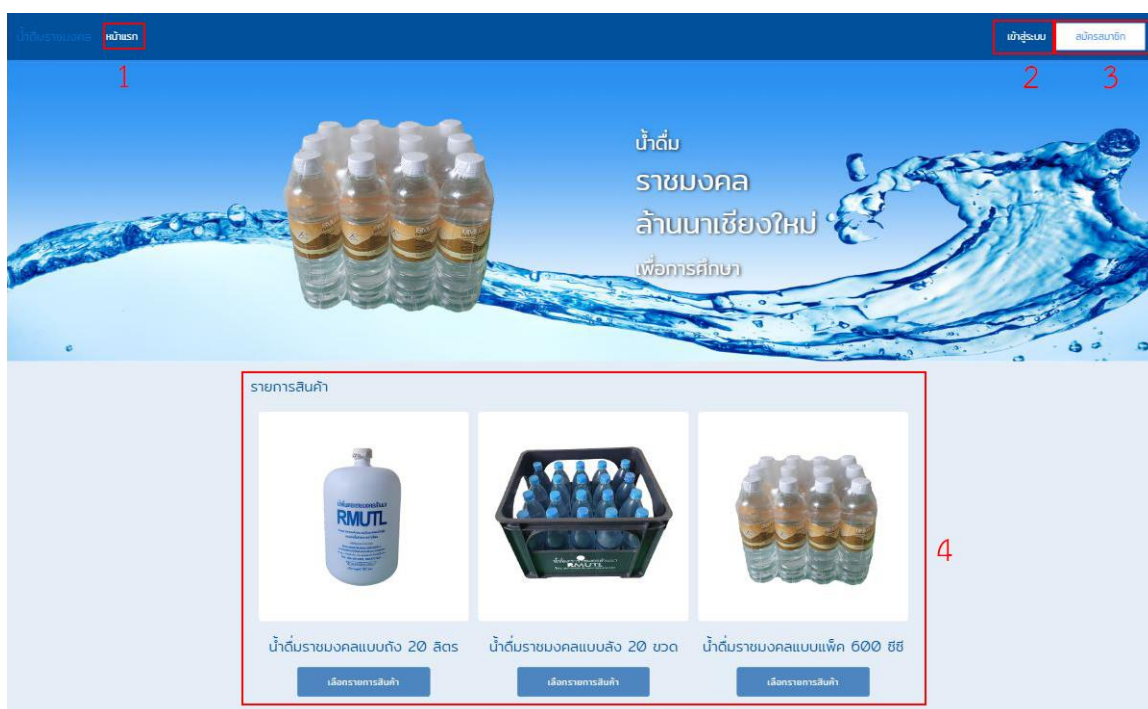 น้ำดื่มราชมงคล หน้าแรก เข้าสู่ระบบ สมัครสมาชิก
1 2 3
น้ำดื่ม
ราชมงคล
ล้านนาเชียงใหม่
เพื่อการศึกษา
รายการสินค้า
RMUTL
RMUTL
4
น้ำดื่มราชมงคลแบบถัง 20 ลิตร น้ำดื่มราชมงคลแบบลัง 20 ขวด น้ำดื่มราชมงคลแบบแพ็ค 600 ซีซี
เลือกรายการสินค้า เลือกรายการสินค้า เลือกรายการสินค้า